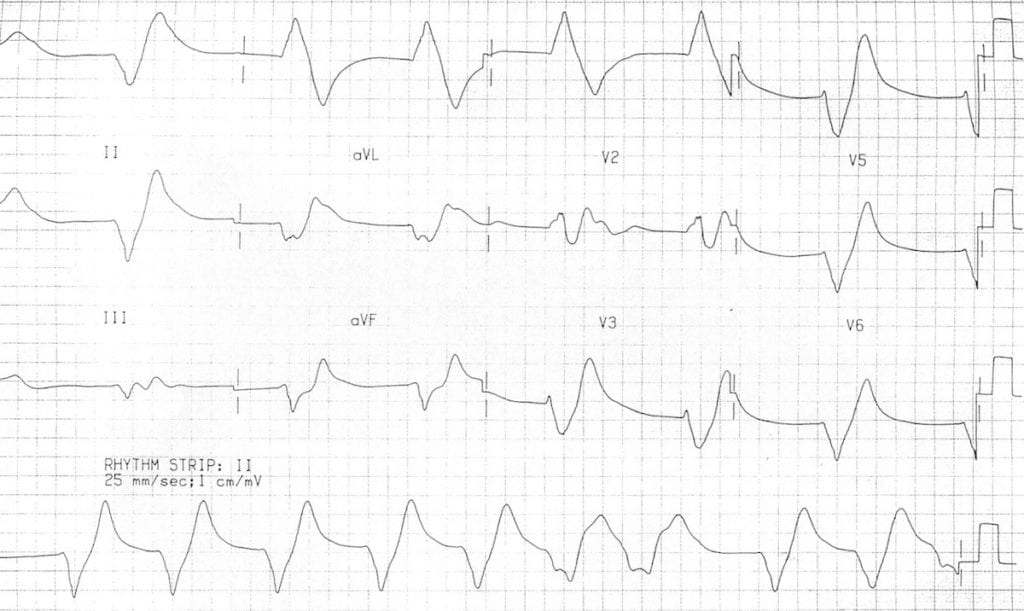 II aVL V2 V5
III aVF V3 V6
RHYTHM STRIP: II
25 mm/sec;1 cm/mV